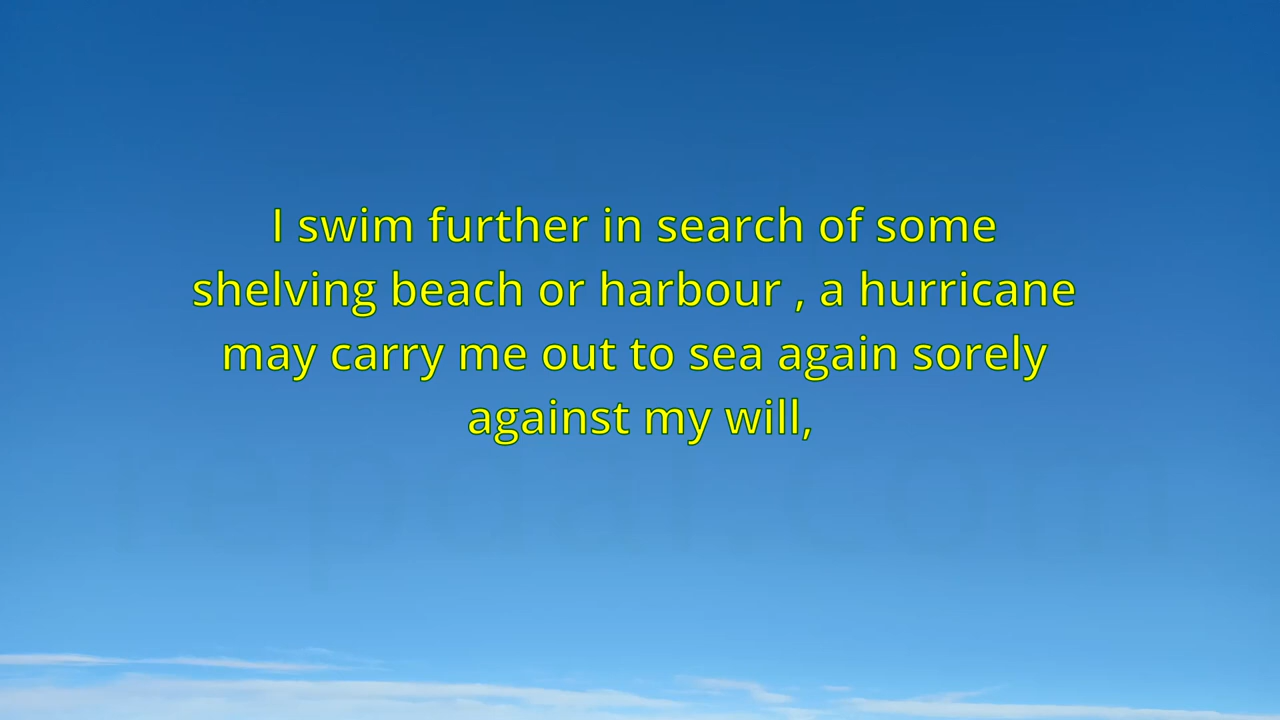 I swim further in search of some
shelving beach or harbour , a hurricane
may carry me out to sea again sorely
against my will,